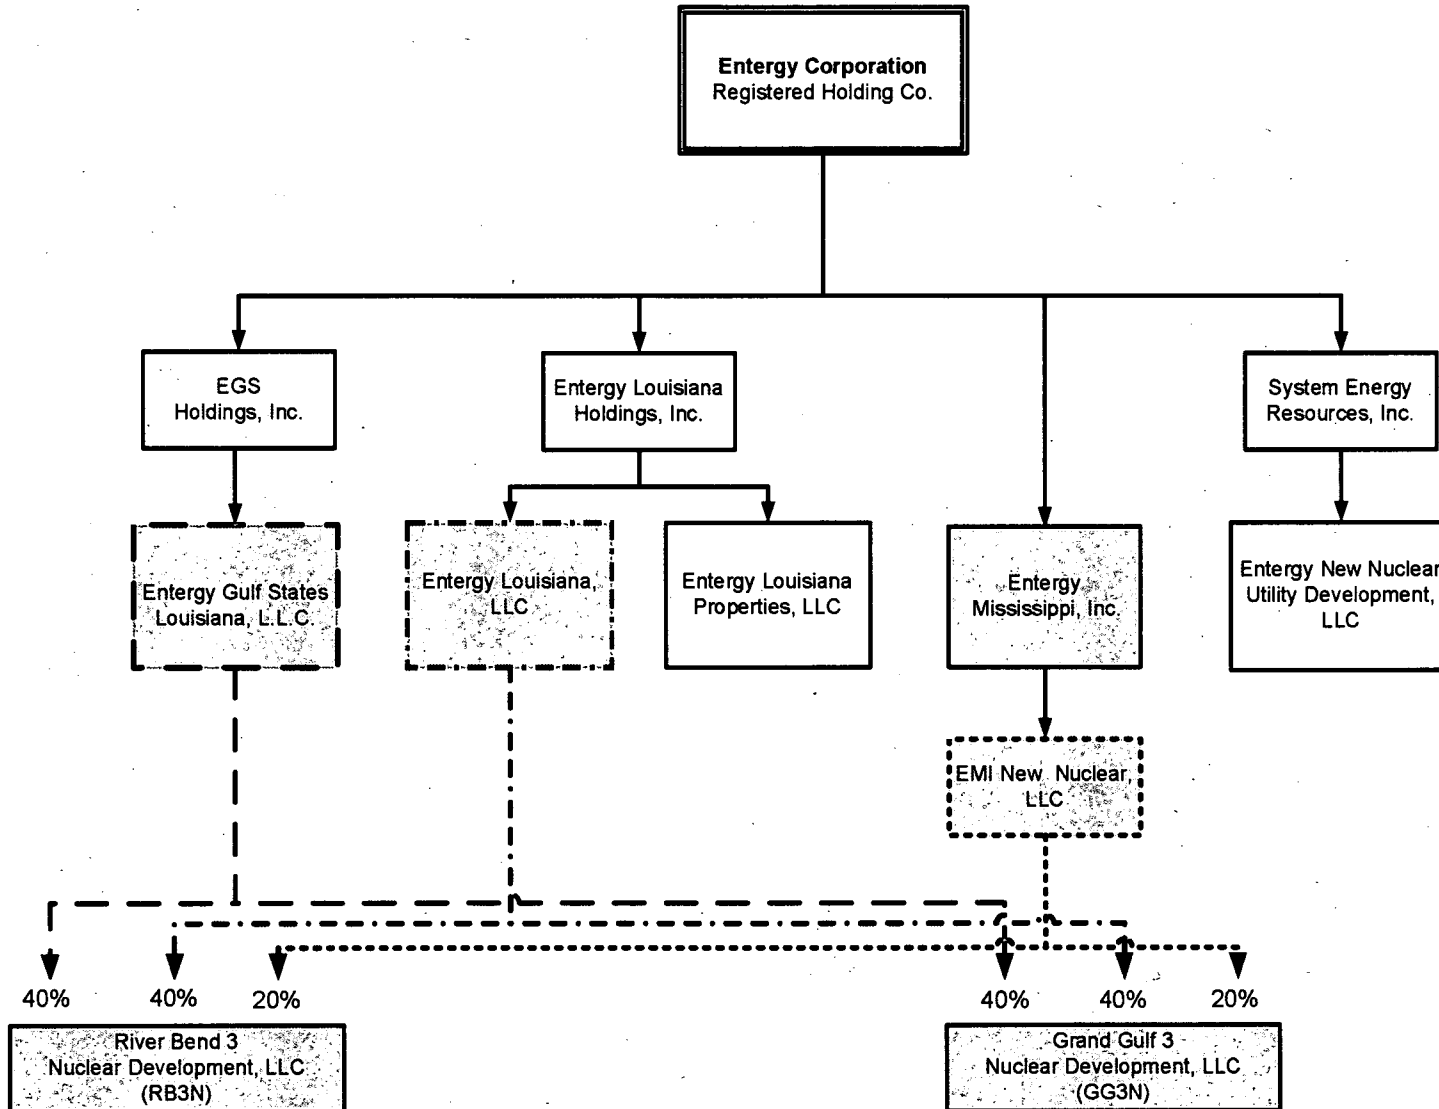 Entergy Corporation
Registered Holding Co.
EGS
Holdings, Inc.
Entergy Louisiana
Holdings, Inc.
System Energy
Resources, Inc.
Entergy Gulf States
Louisiana, L.L.C.
Entergy Louisiana,
LLC
Entergy Louisiana
Properties, LLC
Entergy
Mississippi, Inc.
Entergy New Nuclear
Utility Development,
LLC
EMI New Nuclear,
LLC
40%
40%
20%
40%
40%
20%
River Bend 3
Nuclear Development, LLC
(RB3N)
Grand Gulf 3
Nuclear Development, LLC
(GG3N)